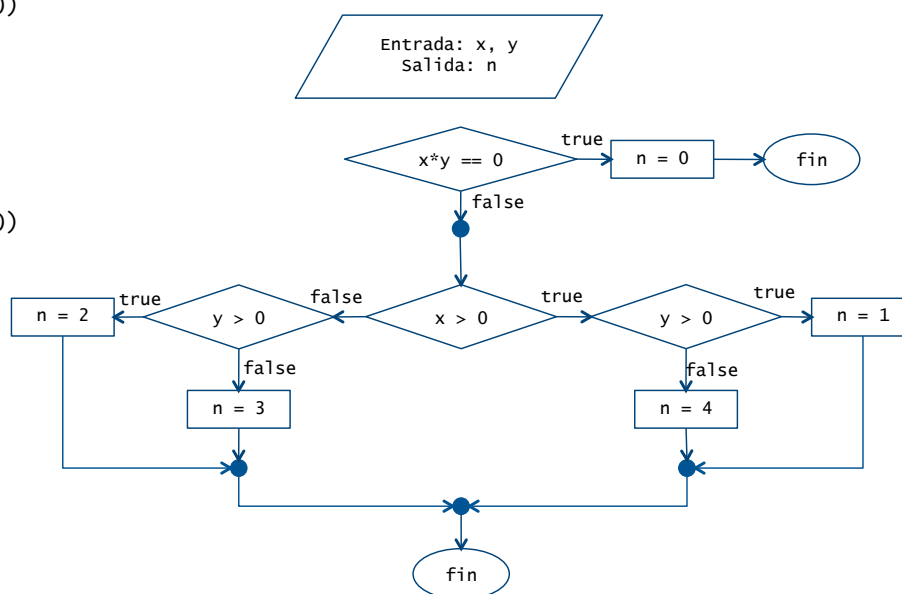 ))
Entrada: x, y
Salida: n
x*y == 0
true
n = 0
fin
false
))
n = 2
true
y > 0
false
x > 0
true
y > 0
true
n = 1
false
n = 3
false
n = 4
fin